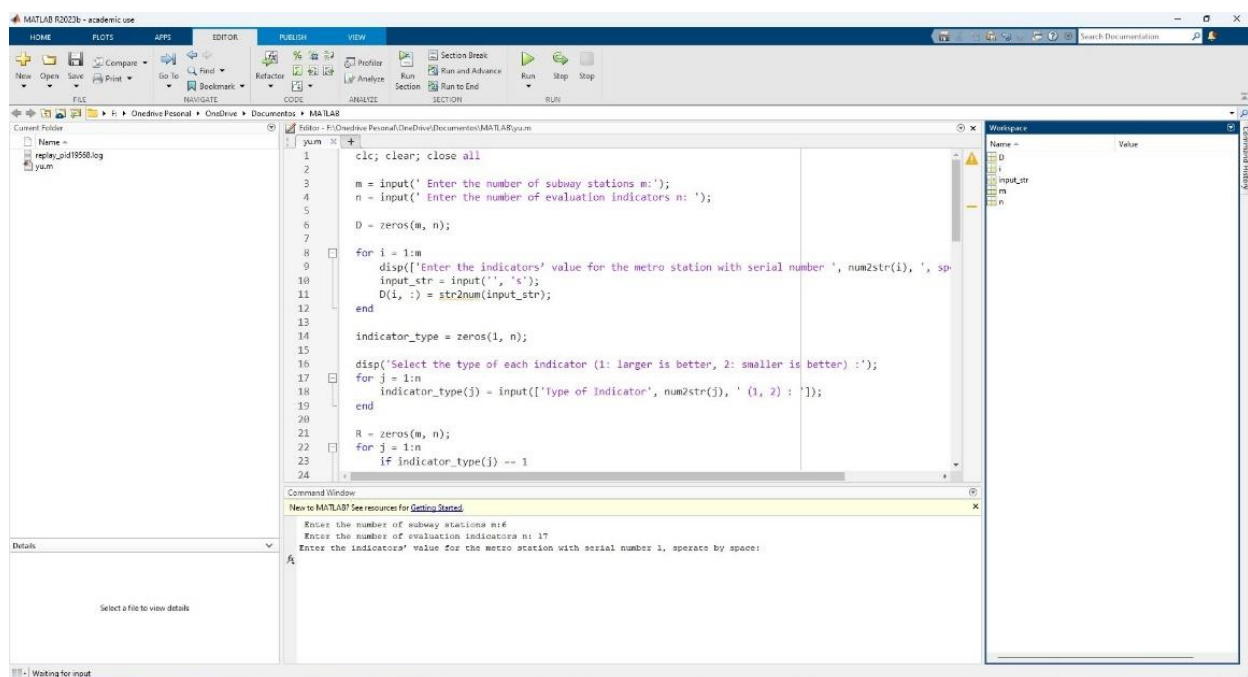 MATLAB R2023b - academic use
HOME PLOTS APPS EDITOR PUBLISH VIEW
Search Documentation
New Open Save Compare Print Go To Find Bookmark Refactor Profiler Analyze Run Section Section Break Run and Advance Run to End Run Step Stop
FILE NAVIGATE CODE ANALYZE SECTION RUN
E: Onedrive Pesonal OneDrive Documentos MATLAB
Current Folder
Name
replay_pid19568.log
yu.m
Details
Select a file to view details
Editor - E:\Onedrive Pesonal\OneDrive\Documentos\MATLAB\yu.m
yu.m
1 clc; clear; close all
2
3 m = input(' Enter the number of subway stations m:');
4 n = input(' Enter the number of evaluation indicators n: ');
5
6 D = zeros(m, n);
7
8 for i = 1:m
9 disp(['Enter the indicators’ value for the metro station with serial number ', num2str(i), ', sp
10 input_str = input('', 's');
11 D(i, :) = str2num(input_str);
12 end
13
14 indicator_type = zeros(1, n);
15
16 disp('Select the type of each indicator (1: larger is better, 2: smaller is better) :');
17 for j = 1:n
18 indicator_type(j) = input(['Type of Indicator', num2str(j), ' (1, 2) : ']);
19 end
20
21 R = zeros(m, n);
22 for j = 1:n
23 if indicator_type(j) == 1
24
Command Window
New to MATLAB? See resources for Getting Started.
Enter the number of subway stations m:6
Enter the number of evaluation indicators n: 17
Enter the indicators’ value for the metro station with serial number 1, sperate by space:
fx
Workspace
Name Value
D
i
input_str
m
n
Command History
Waiting for input